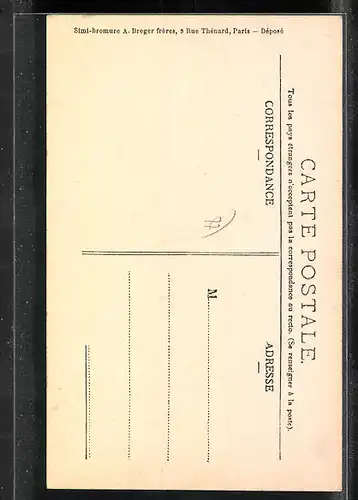 CARTE POSTALE.
Tous les pays étrangers n'acceptent pas la correspondance au recto. (Se renseigner à la poste).
CORRESPONDANCE
ADRESSE
M
77
Simi-bromure A. Breger frères, 9 Rue Thénard, Paris — Déposé